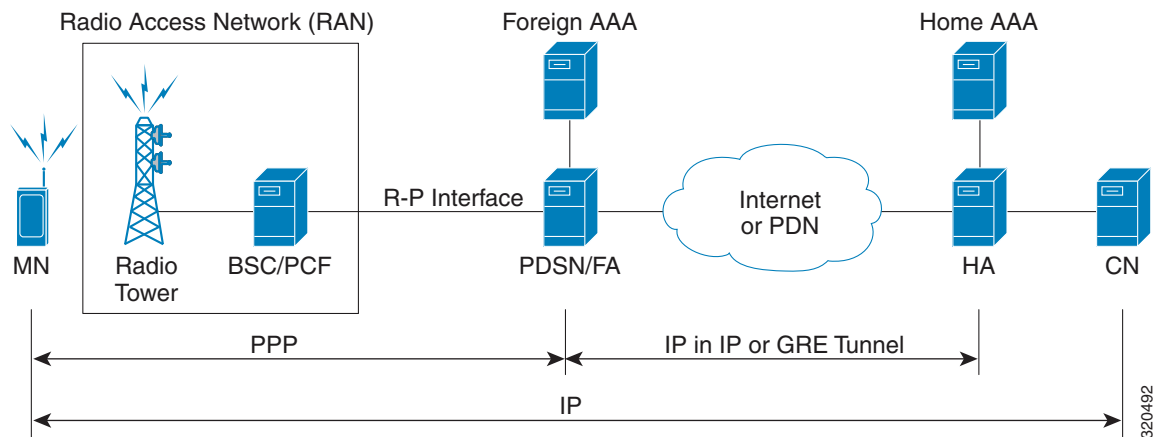 Radio Access Network (RAN)
Foreign AAA
Home AAA
R-P Interface
Internet
or PDN
MN
Radio
Tower
BSC/PCF
PDSN/FA
HA
CN
PPP
IP in IP or GRE Tunnel
IP
320492